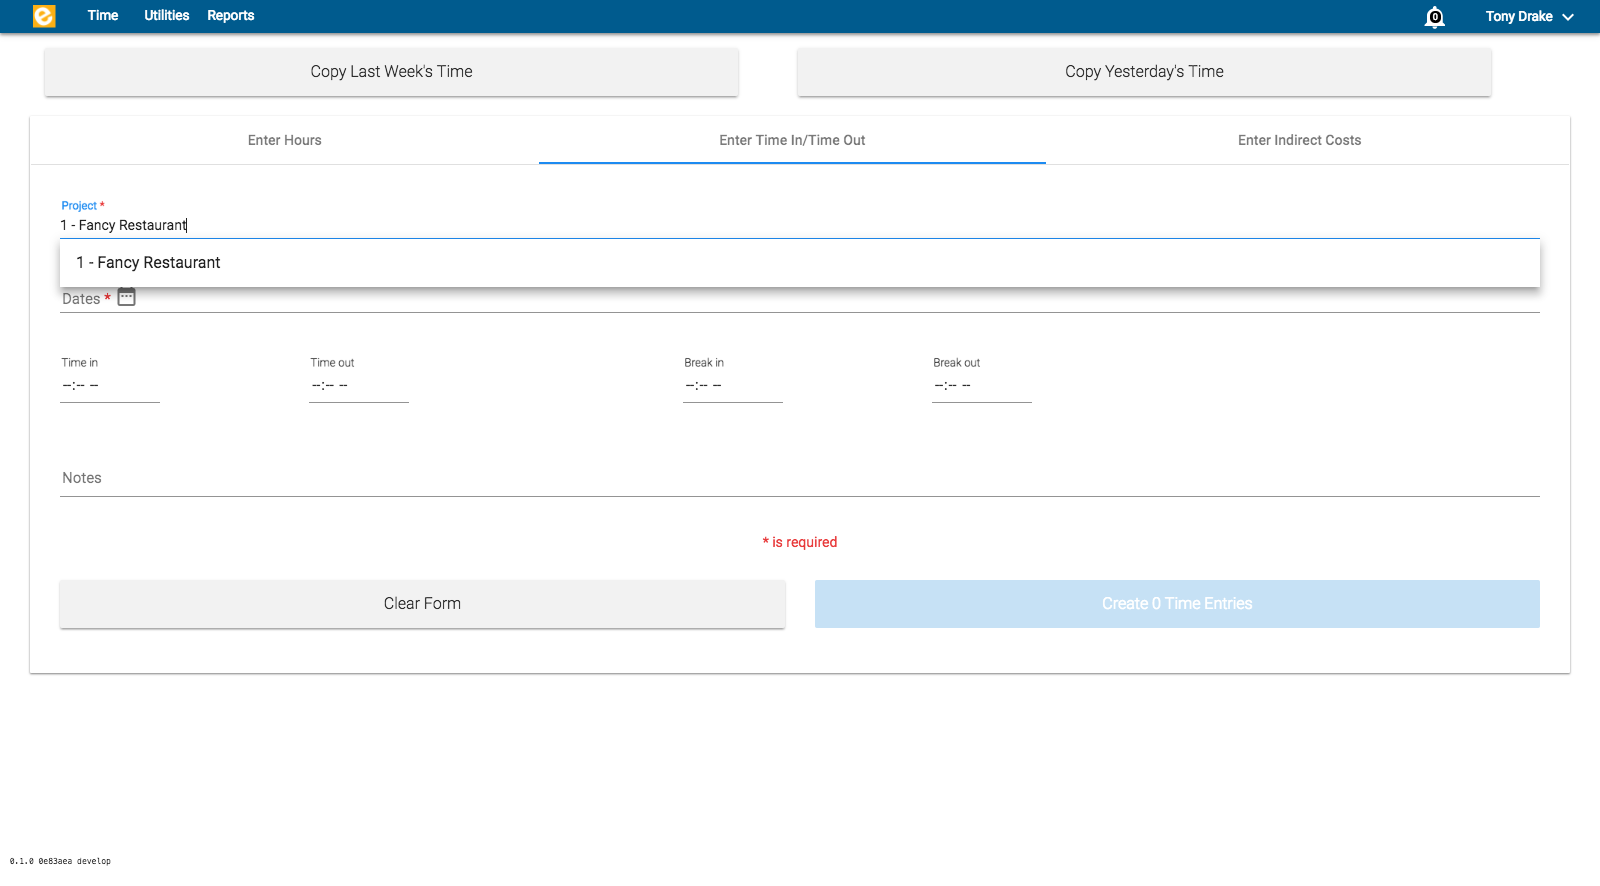 Time Utilities Reports 0 Tony Drake
Copy Last Week's Time Copy Yesterday's Time
Enter Hours Enter Time In/Time Out Enter Indirect Costs
Project *
1 - Fancy Restaurant
1 - Fancy Restaurant
Dates *
Time in Time out Break in Break out
--:-- -- --:-- -- --:-- -- --:-- --
Notes
* is required
Clear Form Create 0 Time Entries
0.1.0 0e83aea develop